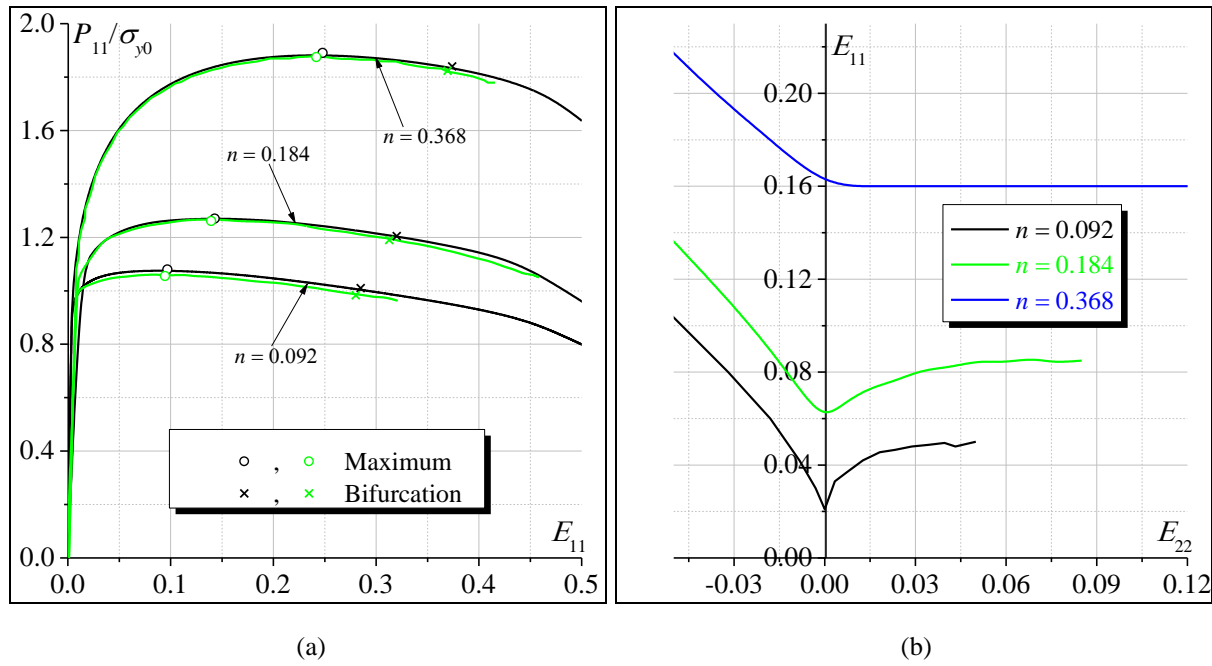 P₁₁/σ_y0
2.0
1.6
1.2
0.8
0.4
0.0
n = 0.368
n = 0.184
n = 0.092
○ , ○ Maximum
× , × Bifurcation
E₁₁
0.0 0.1 0.2 0.3 0.4 0.5
(a)
E₁₁
0.20
0.16
0.12
0.08
0.04
0.00
n = 0.092
n = 0.184
n = 0.368
E₂₂
-0.03 0.00 0.03 0.06 0.09 0.12
(b)